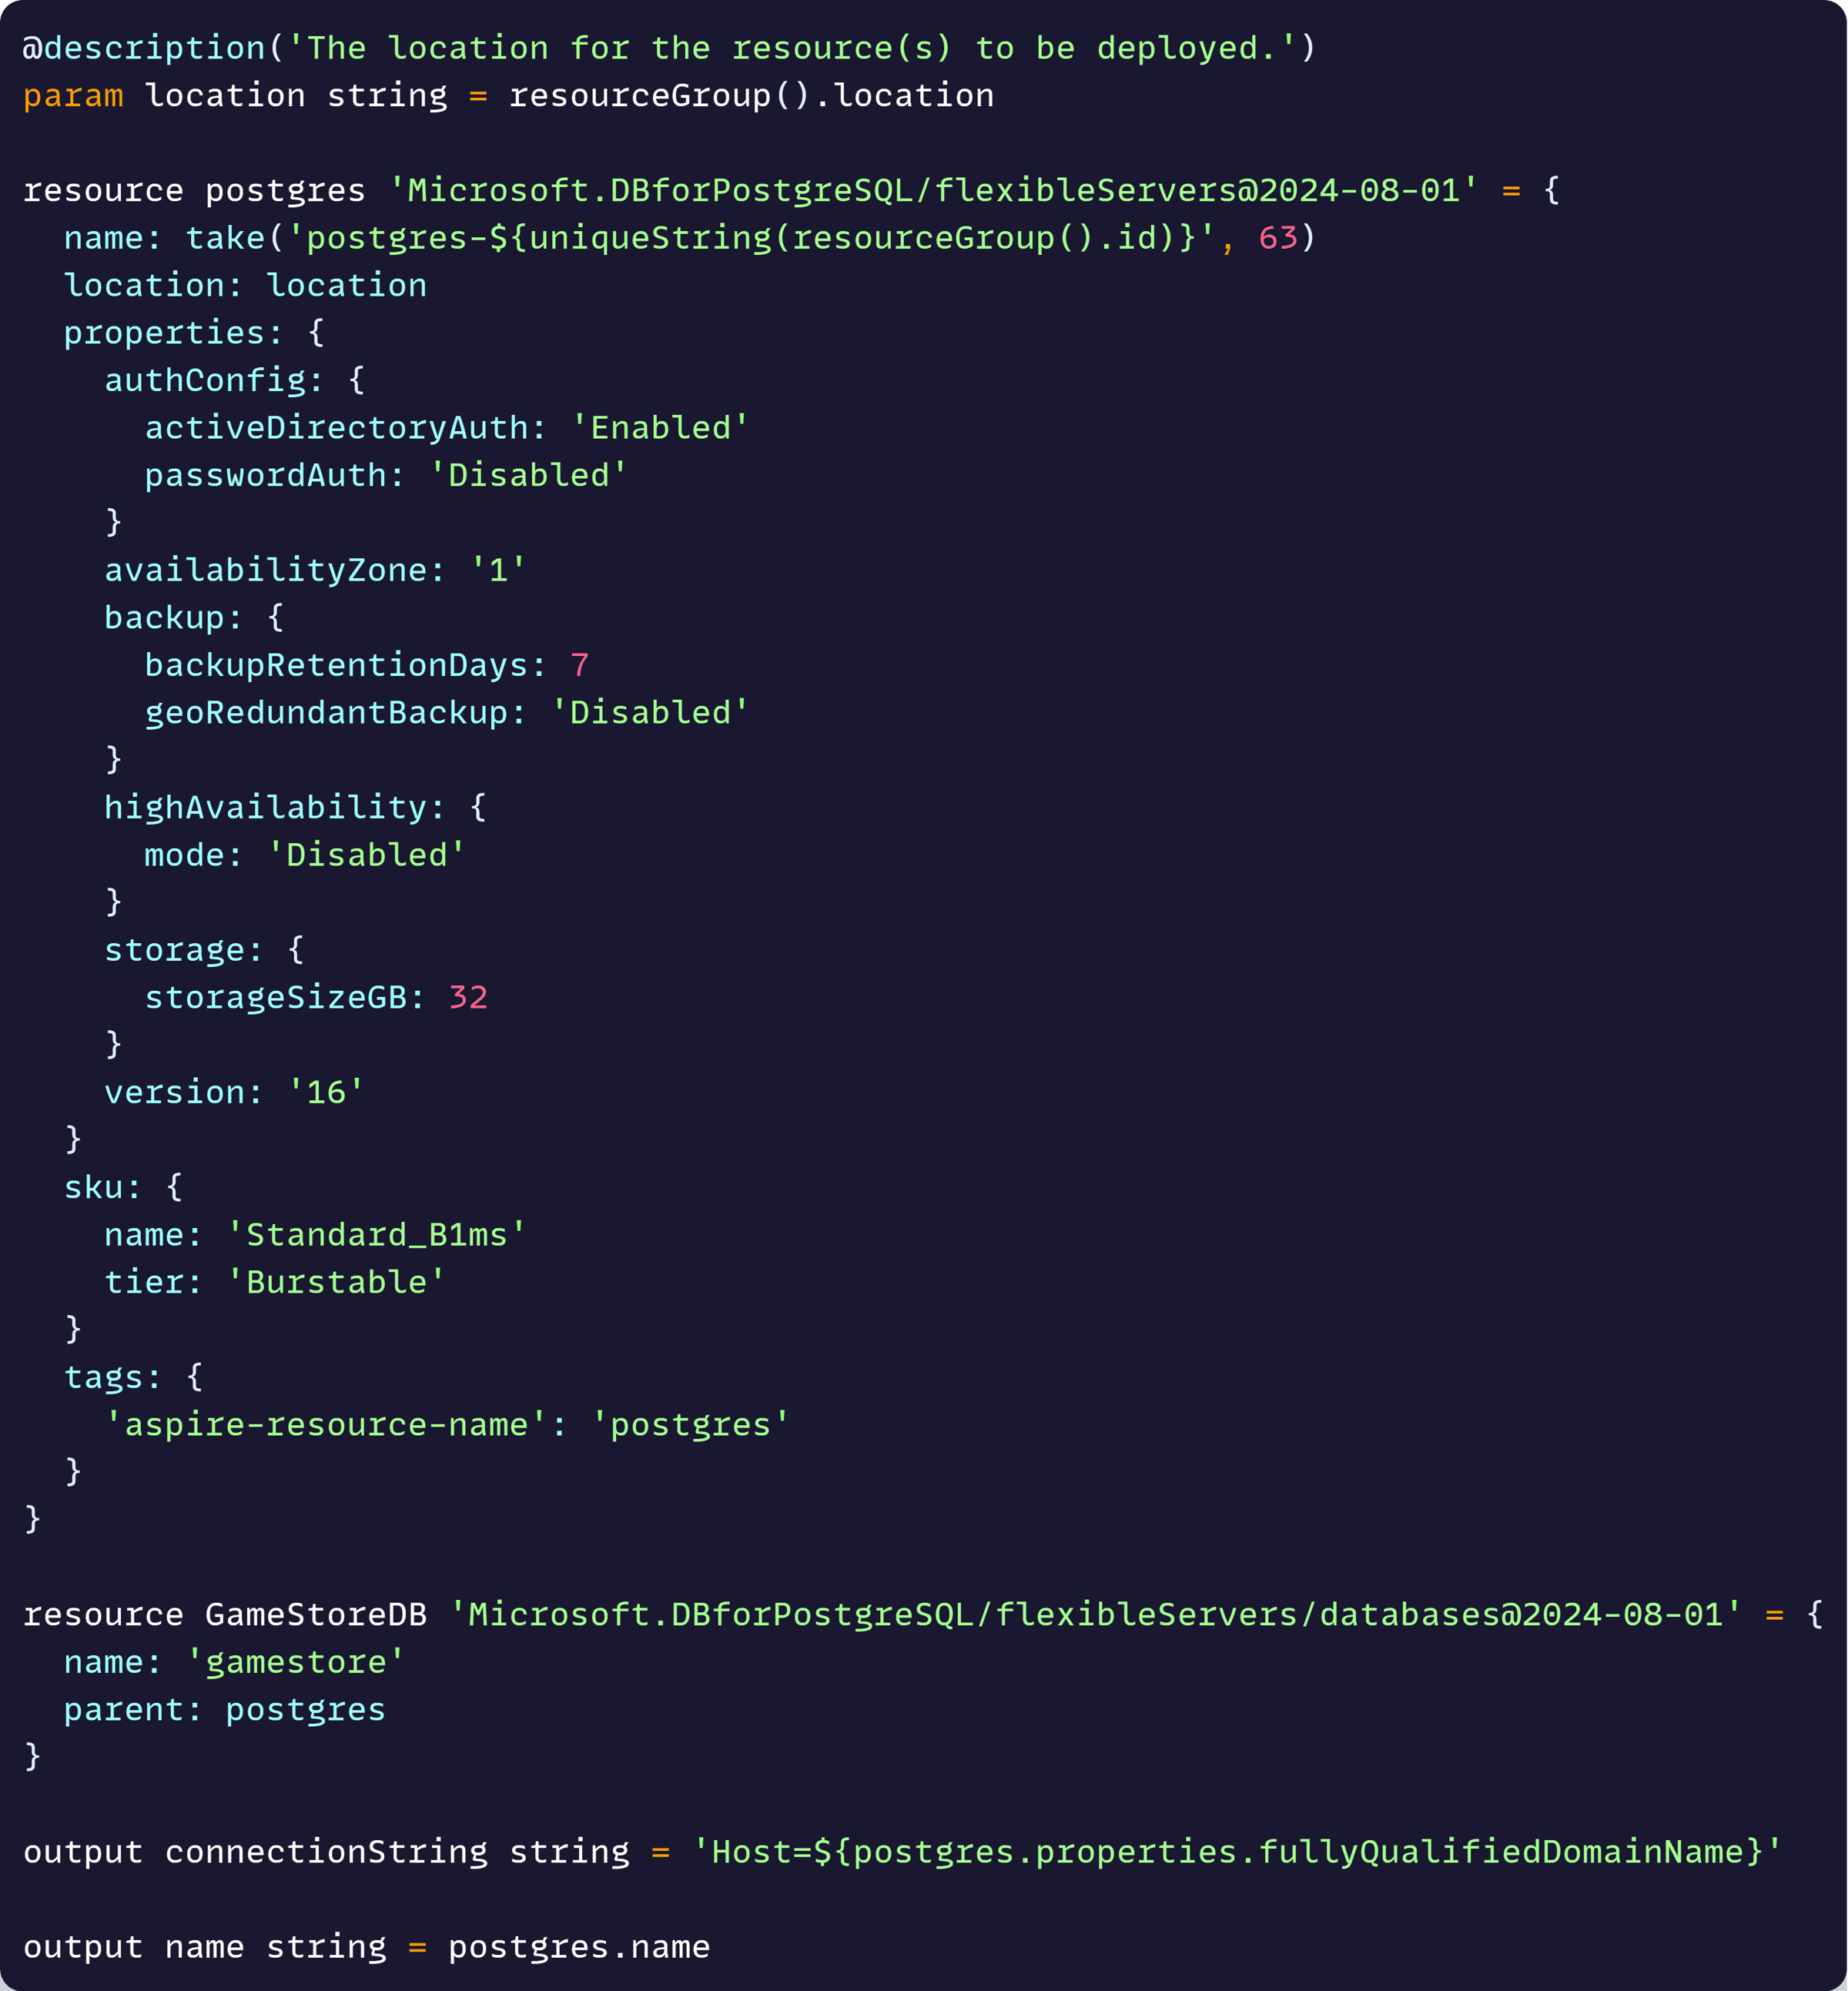 @description('The location for the resource(s) to be deployed.')
param location string = resourceGroup().location

resource postgres 'Microsoft.DBforPostgreSQL/flexibleServers@2024-08-01' = {
  name: take('postgres-${uniqueString(resourceGroup().id)}', 63)
  location: location
  properties: {
    authConfig: {
      activeDirectoryAuth: 'Enabled'
      passwordAuth: 'Disabled'
    }
    availabilityZone: '1'
    backup: {
      backupRetentionDays: 7
      geoRedundantBackup: 'Disabled'
    }
    highAvailability: {
      mode: 'Disabled'
    }
    storage: {
      storageSizeGB: 32
    }
    version: '16'
  }
  sku: {
    name: 'Standard_B1ms'
    tier: 'Burstable'
  }
  tags: {
    'aspire-resource-name': 'postgres'
  }
}

resource GameStoreDB 'Microsoft.DBforPostgreSQL/flexibleServers/databases@2024-08-01' = {
  name: 'gamestore'
  parent: postgres
}

output connectionString string = 'Host=${postgres.properties.fullyQualifiedDomainName}'

output name string = postgres.name